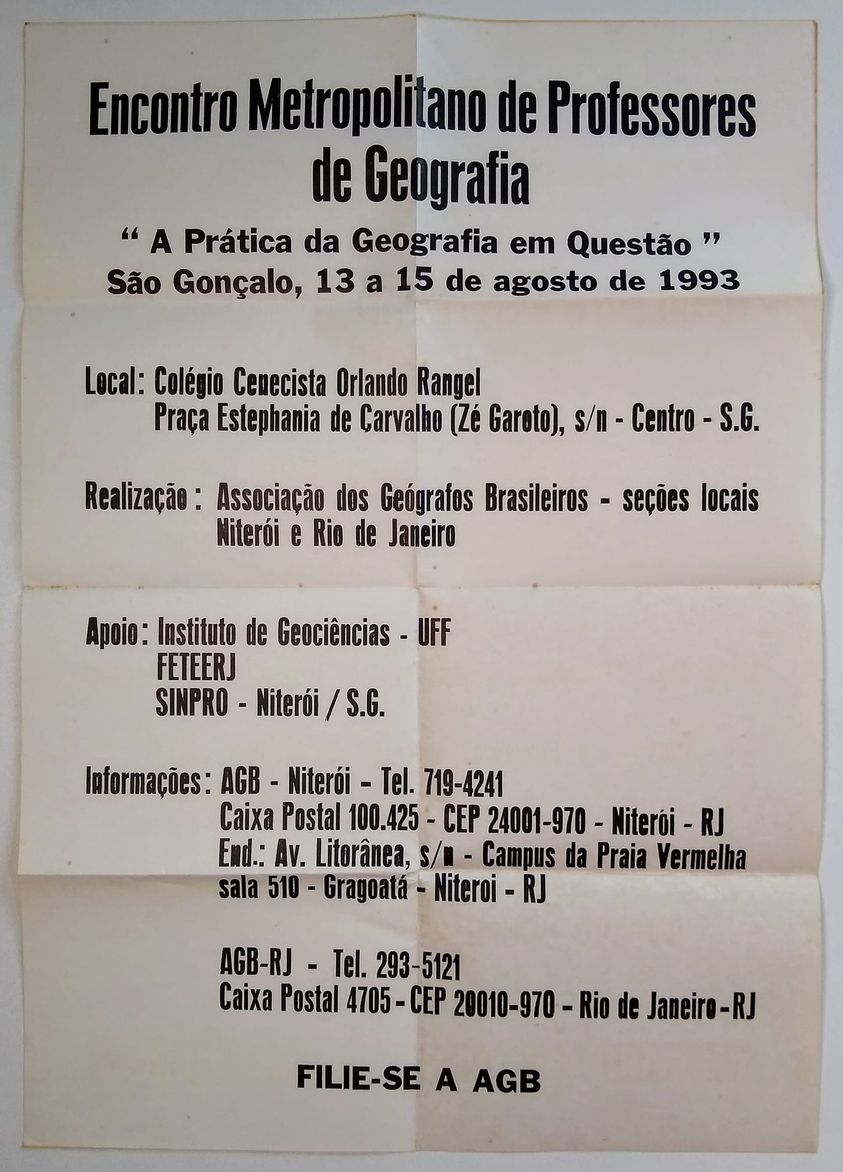 Encontro Metropolitano de Professores
de Geografia
“ A Prática da Geografia em Questão ”
São Gonçalo, 13 a 15 de agosto de 1993
Local: Colégio Cenecista Orlando Rangel
Praça Estephania de Carvalho (Zé Garoto), s/n - Centro - S.G.
Realização : Associação dos Geógrafos Brasileiros - seções locais
Niterói e Rio de Janeiro
Apoio : Instituto de Geociências - UFF
FETEERJ
SINPRO - Niterói / S.G.
Informações : AGB - Niterói - Tel. 719-4241
Caixa Postal 100.425 - CEP 24001-970 - Niterói - RJ
End.: Av. Litorânea, s/n - Campus da Praia Vermelha
sala 510 - Gragoatá - Niteroi - RJ
AGB-RJ - Tel. 293-5121
Caixa Postal 4705 - CEP 20010-970 - Rio de Janeiro - RJ
FILIE-SE A AGB